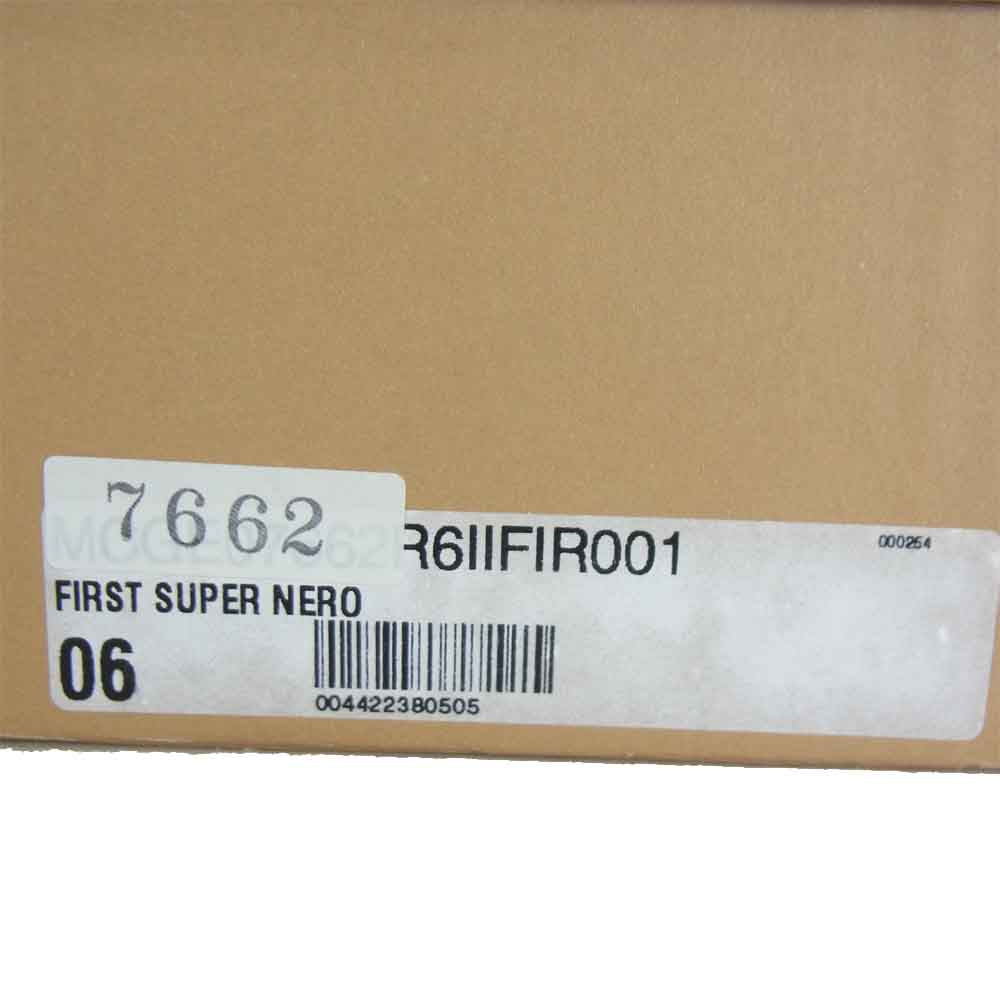 7662
R6IIFIR001
000254
FIRST SUPER NERO
06
004422380505